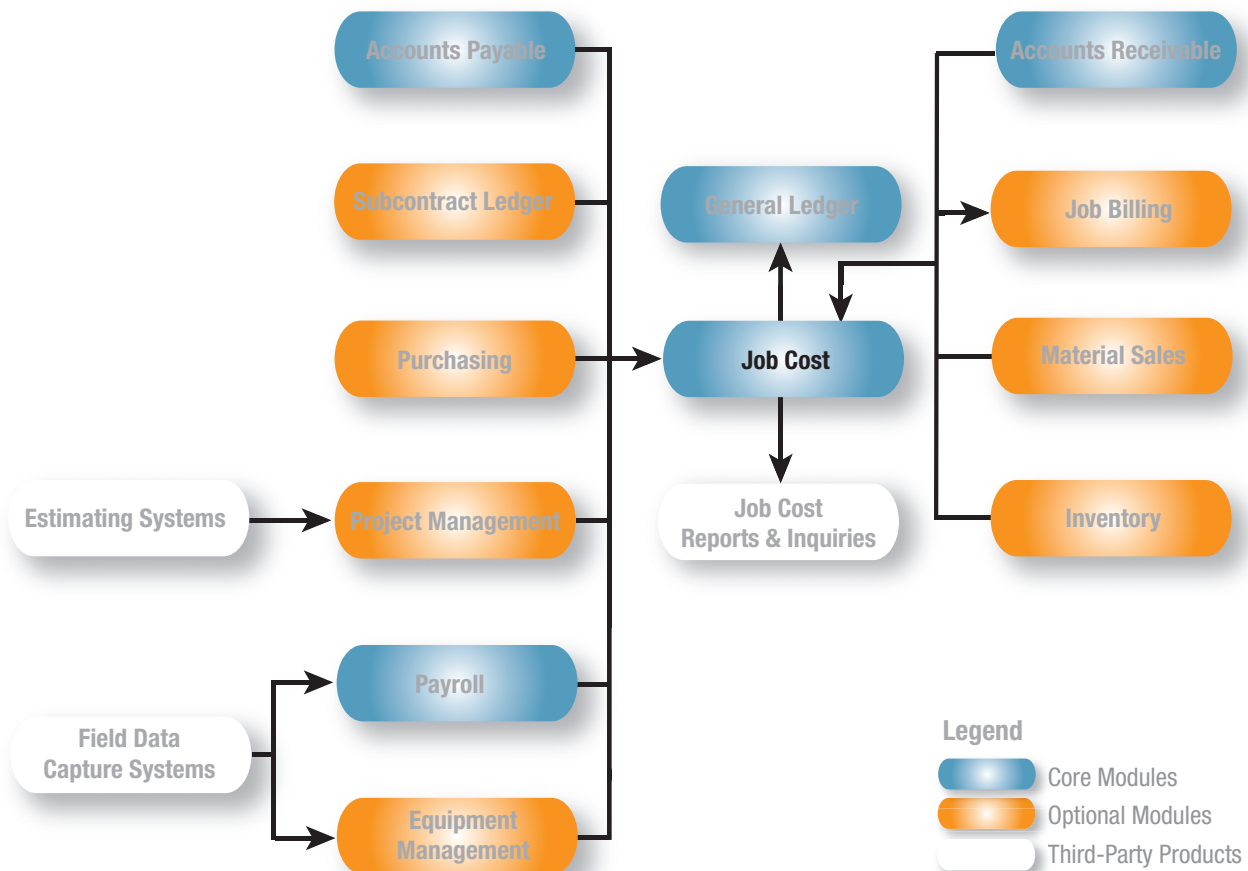 Accounts Payable
Accounts Receivable
Subcontract Ledger
General Ledger
Job Billing
Purchasing
Job Cost
Material Sales
Estimating Systems
Project Management
Job Cost
Reports & Inquiries
Inventory
Payroll
Field Data
Capture Systems
Equipment
Management
Legend
Core Modules
Optional Modules
Third-Party Products